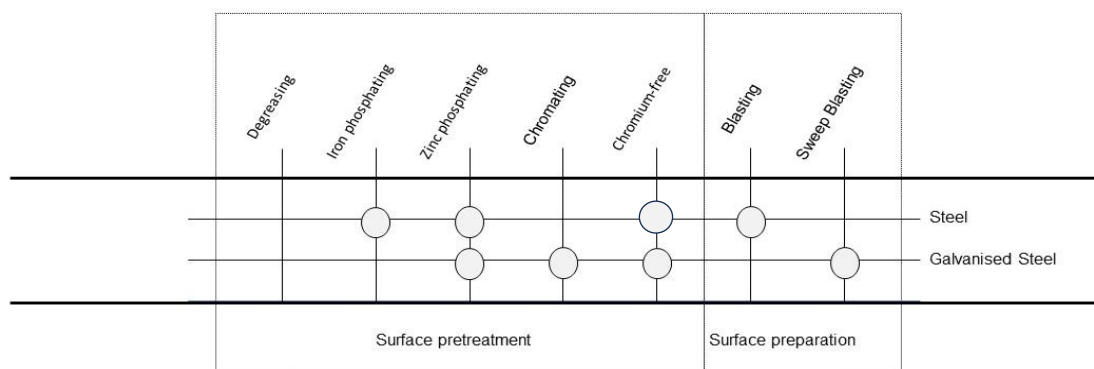 Degreasing
Iron phosphating
Zinc phosphating
Chromating
Chromium-free
Blasting
Sweep Blasting
Steel
Galvanised Steel
Surface pretreatment
Surface preparation